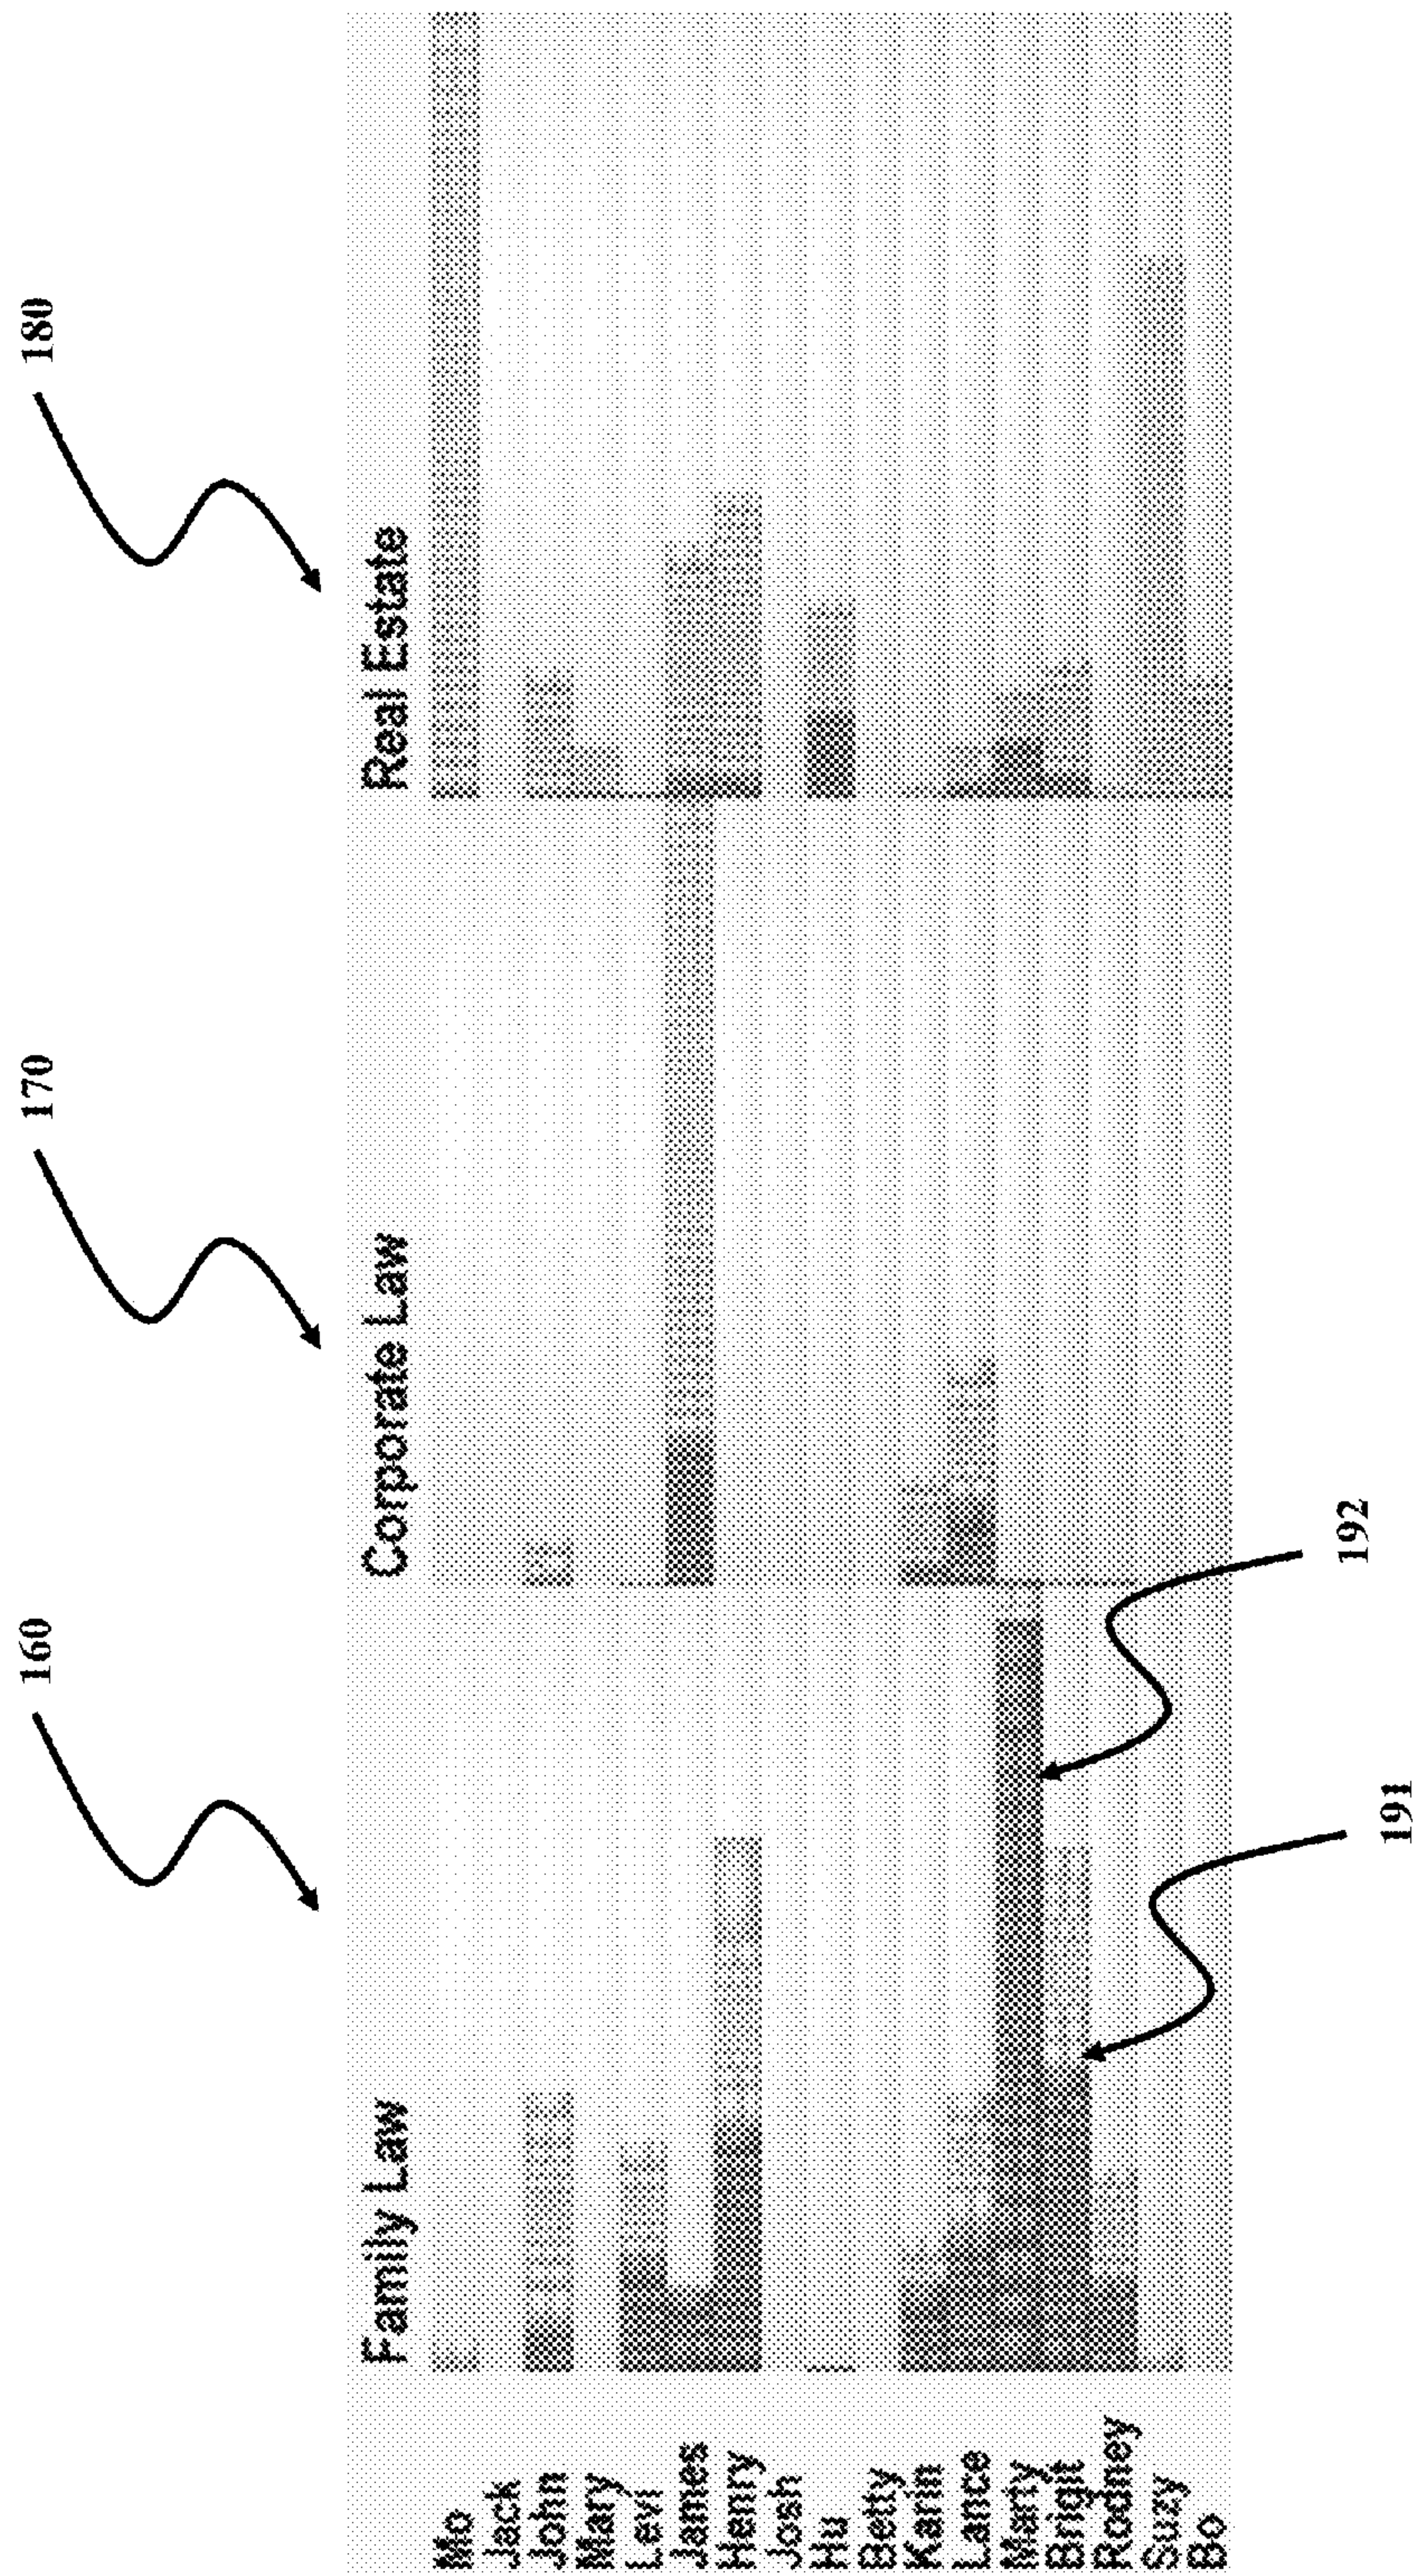 160
170
180
Family Law
Corporate Law
Real Estate
Mo
Jack
John
Mary
Levi
James
Henry
Josh
Hu
Betty
Karin
Lance
Marty
Brigit
Rodney
Suzy
Bo
191
192